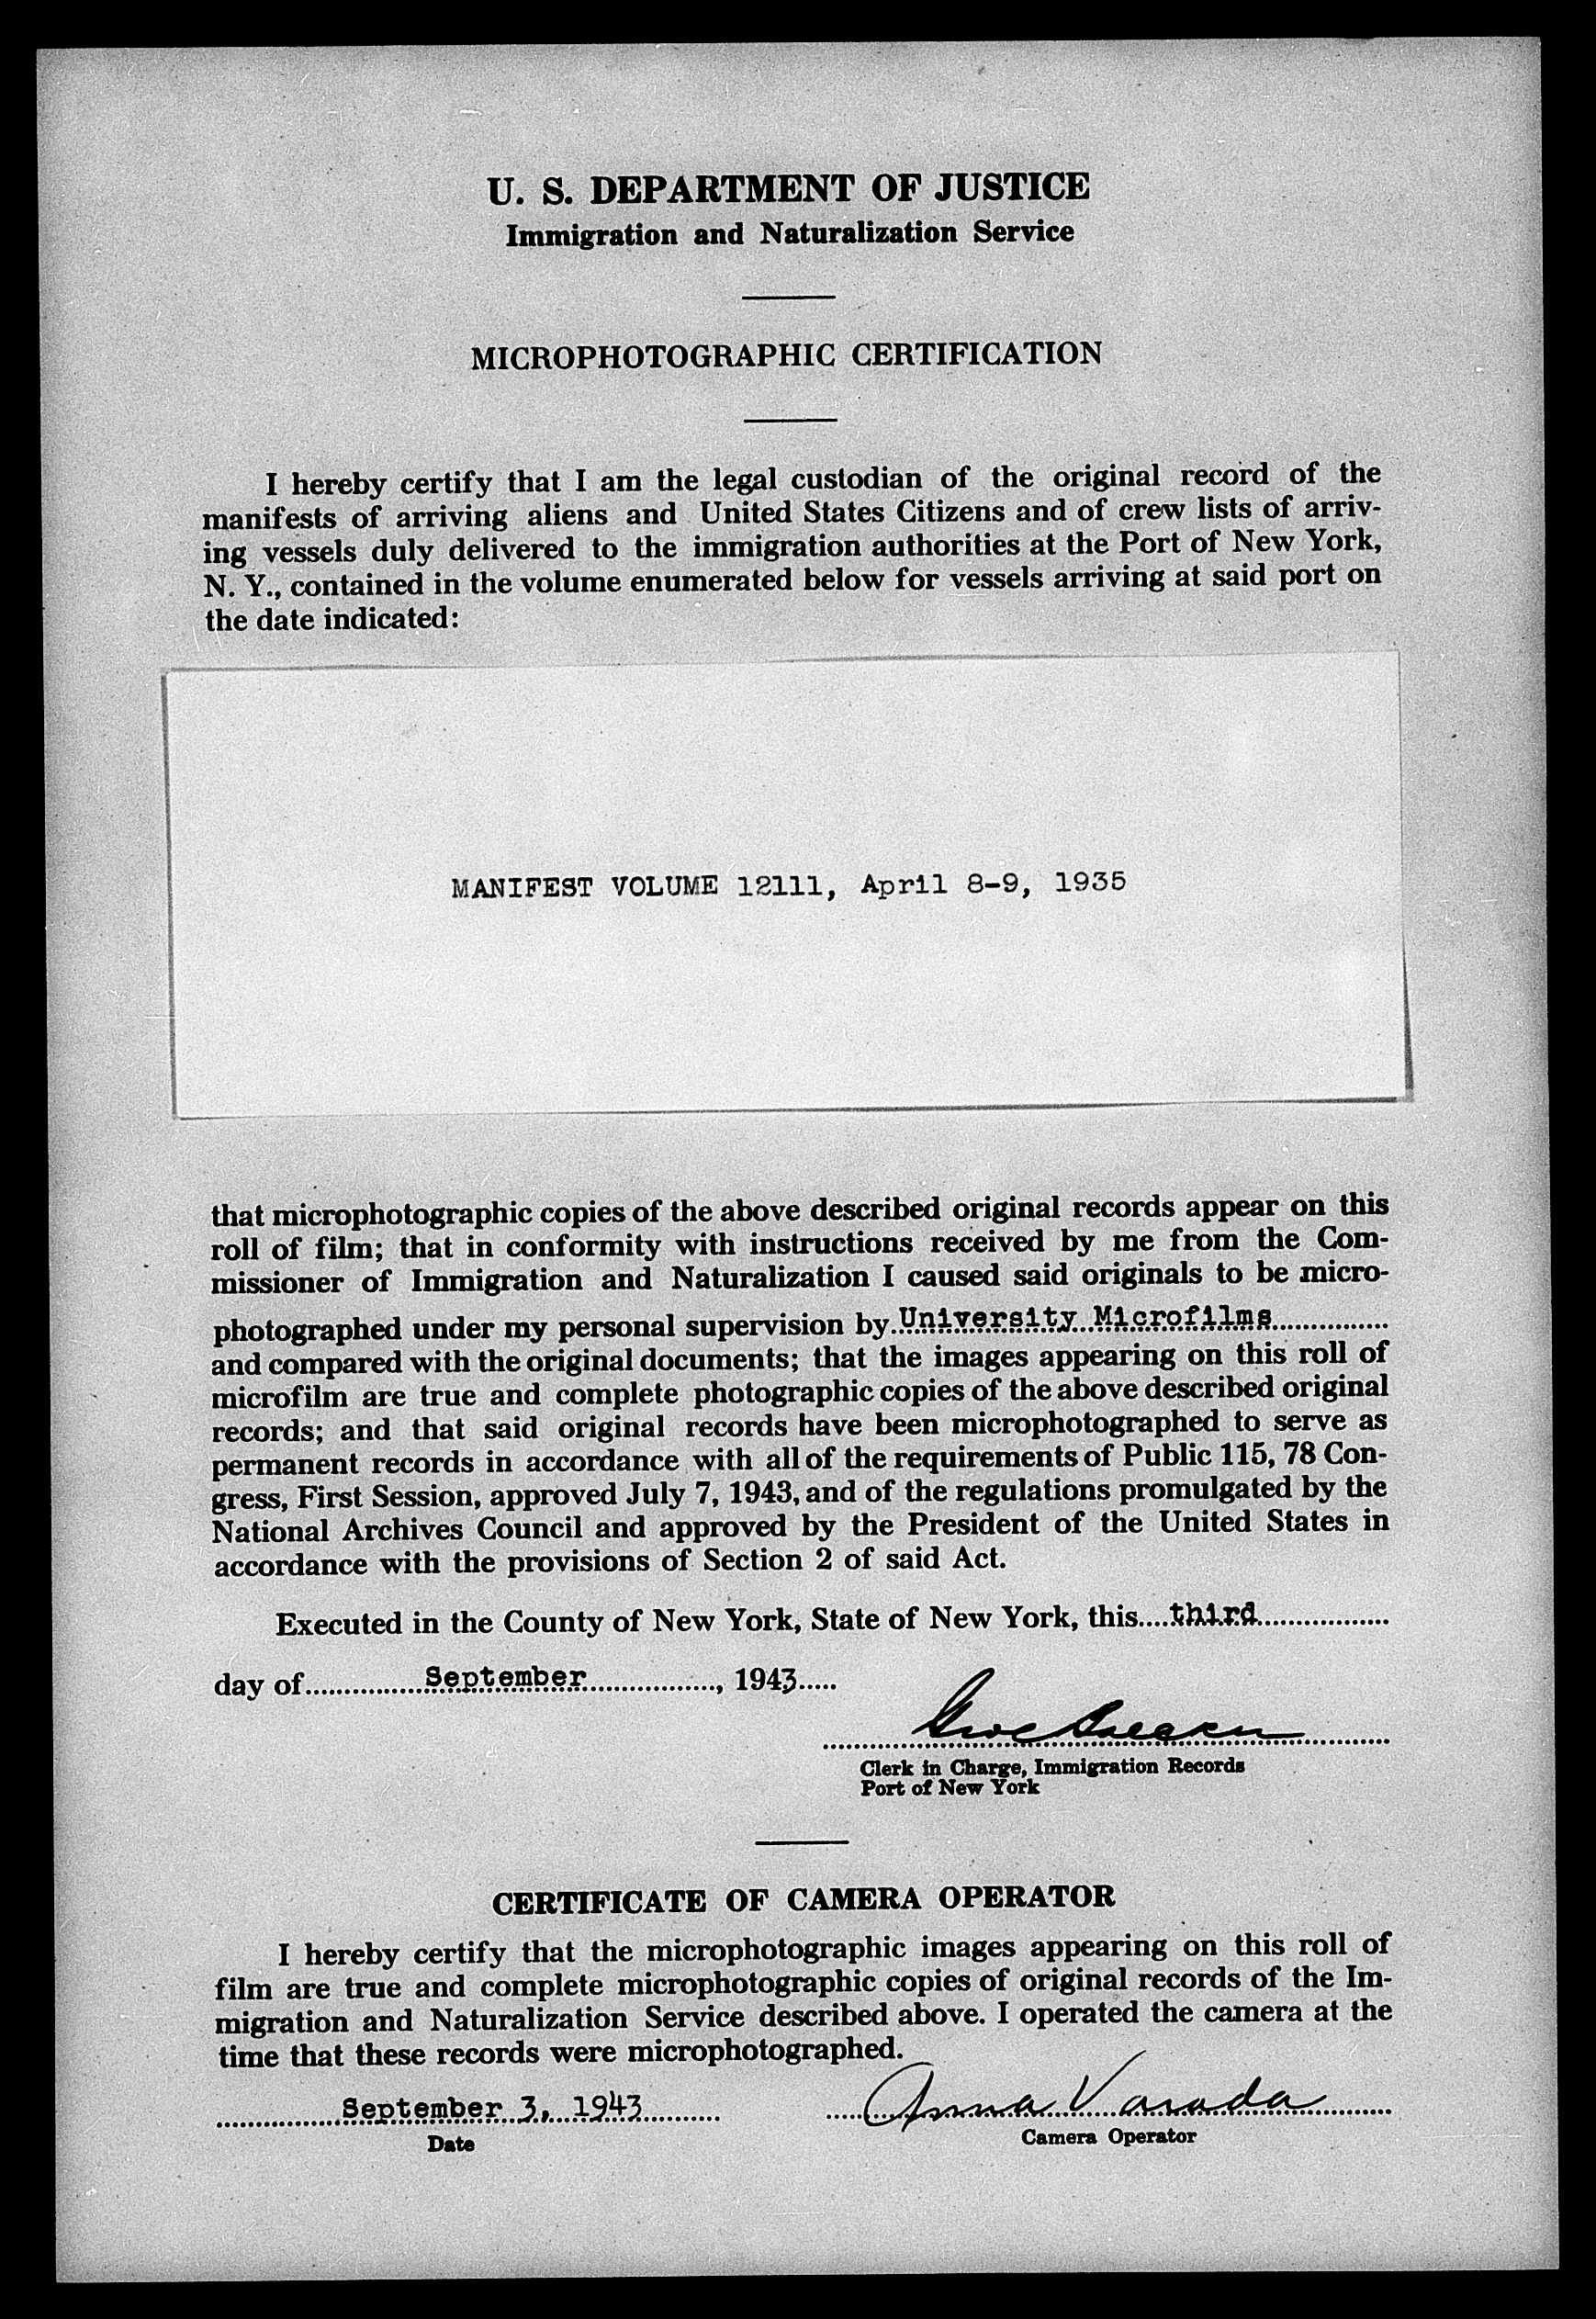 U. S. DEPARTMENT OF JUSTICE
Immigration and Naturalization Service
MICROPHOTOGRAPHIC CERTIFICATION
I hereby certify that I am the legal custodian of the original record of the
manifests of arriving aliens and United States Citizens and of crew lists of arriv-
ing vessels duly delivered to the immigration authorities at the Port of New York,
N. Y., contained in the volume enumerated below for vessels arriving at said port on
the date indicated:
MANIFEST VOLUME 12111, April 8-9, 1935
that microphotographic copies of the above described original records appear on this
roll of film; that in conformity with instructions received by me from the Com-
missioner of Immigration and Naturalization I caused said originals to be micro-
photographed under my personal supervision by University Microfilms
and compared with the original documents; that the images appearing on this roll of
microfilm are true and complete photographic copies of the above described original
records; and that said original records have been microphotographed to serve as
permanent records in accordance with all of the requirements of Public 115, 78 Con-
gress, First Session, approved July 7, 1943, and of the regulations promulgated by the
National Archives Council and approved by the President of the United States in
accordance with the provisions of Section 2 of said Act.
Executed in the County of New York, State of New York, this....third
day of September, 1943
Clerk in Charge, Immigration Records
Port of New York
CERTIFICATE OF CAMERA OPERATOR
I hereby certify that the microphotographic images appearing on this roll of
film are true and complete microphotographic copies of original records of the Im-
migration and Naturalization Service described above. I operated the camera at the
time that these records were microphotographed.
September 3, 1943 Anna Varada
Date Camera Operator